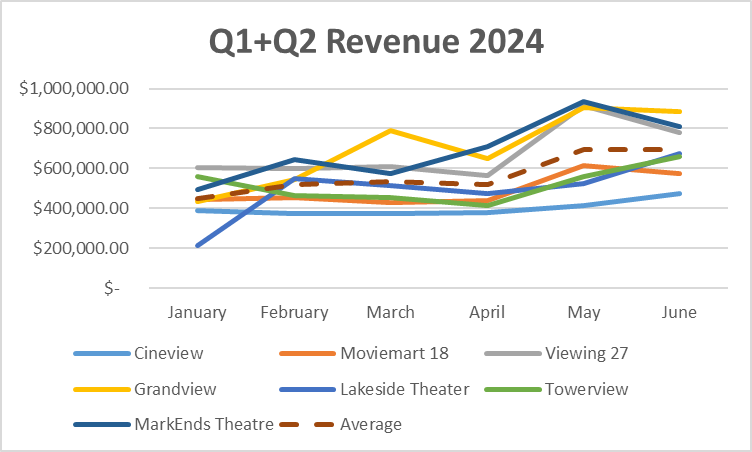 Q1+Q2 Revenue 2024
$1,000,000.00
$800,000.00
$600,000.00
$400,000.00
$200,000.00
$-
January February March April May June
Cineview Moviemart 18 Viewing 27
Grandview Lakeside Theater Towerview
MarkEnds Theatre Average